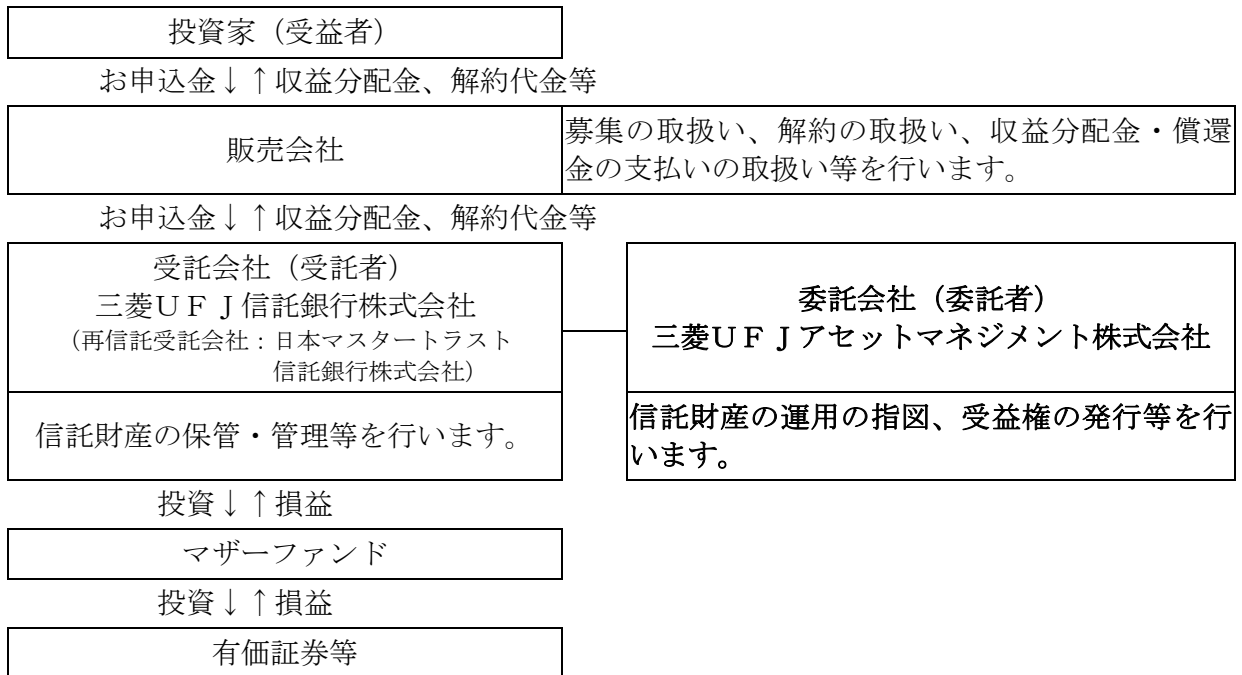 投資家（受益者）
お申込金↓↑収益分配金、解約代金等
販売会社
募集の取扱い、解約の取扱い、収益分配金・償還
金の支払いの取扱い等を行います。
お申込金↓↑収益分配金、解約代金等
受託会社（受託者）
三菱ＵＦＪ信託銀行株式会社
（再信託受託会社：日本マスタートラスト
信託銀行株式会社）
信託財産の保管・管理等を行います。
委託会社（委託者）
三菱ＵＦＪアセットマネジメント株式会社
信託財産の運用の指図、受益権の発行等を行
います。
投資↓↑損益
マザーファンド
投資↓↑損益
有価証券等